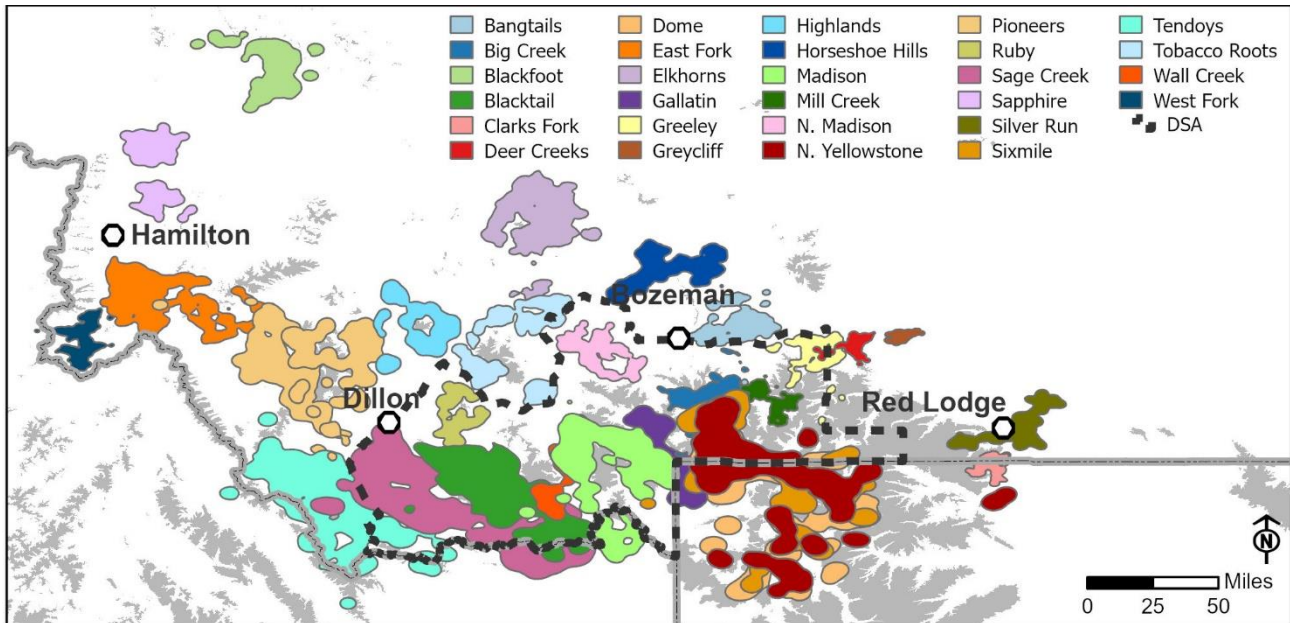 Bangtails Dome Highlands Pioneers Tendoys
Big Creek East Fork Horseshoe Hills Ruby Tobacco Roots
Blackfoot Elkhorns Madison Sage Creek Wall Creek
Blacktail Gallatin Mill Creek Sapphire West Fork
Clarks Fork Greeley N. Madison Silver Run DSA
Deer Creeks Greycliff N. Yellowstone Sixmile
Hamilton
Bozeman
Dillon
Red Lodge
N
Miles
0 25 50